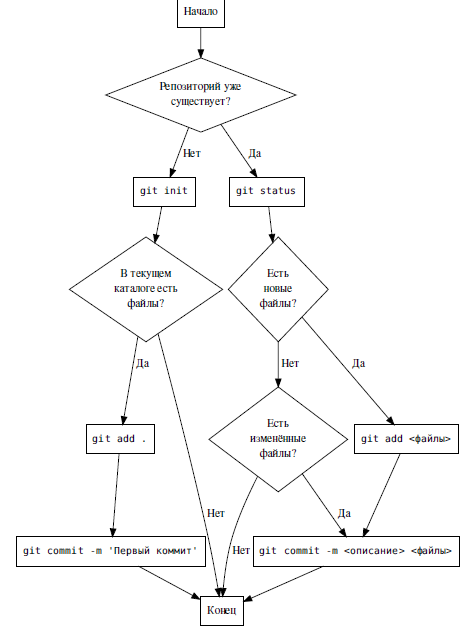 Начало
Репозиторий уже
существует?
Нет
Да
git init
git status
В текущем
каталоге есть
файлы?
Есть
новые
файлы?
Да
Нет
Да
git add .
Есть
изменённые
файлы?
git add <файлы>
Нет
Да
git commit -m 'Первый коммит'
Нет
git commit -m <описание> <файлы>
Конец